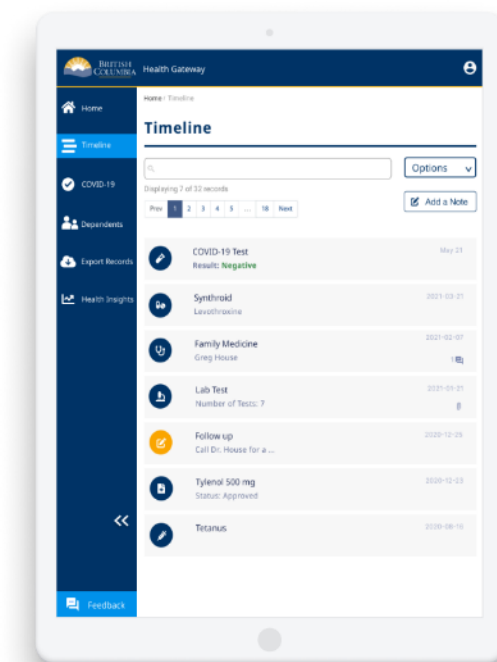 BRITISH
COLUMBIA
Health Gateway
Home
Timeline
COVID-19
Dependents
Export Records
Health Insights
Feedback
Home Timeline
Timeline
Options
Displaying 7 of 32 records
Prev 1 2 3 4 5 ... 18 Next
Add a Note
COVID-19 Test
May 23
Result: Negative
Synthroid
2021-03-21
Levothroxine
Family Medicine
2021-02-07
Greg House
1
Lab Test
2021-01-21
Number of Tests: 7
Follow up
2020-12-25
Call Dr. House for a ...
Tylenol 500 mg
2020-12-03
Status: Approved
Tetanus
2020-08-10